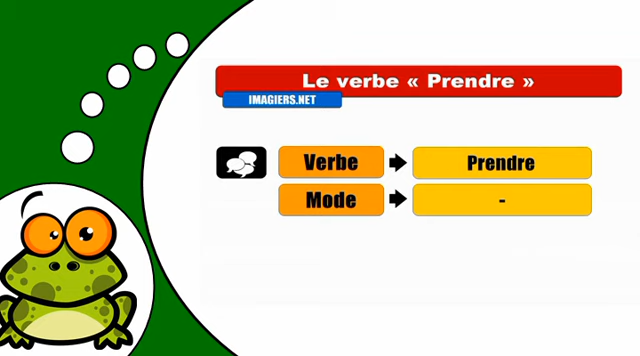 Le verbe « Prendre »
IMAGIERS.NET
Verbe Prendre
Mode -